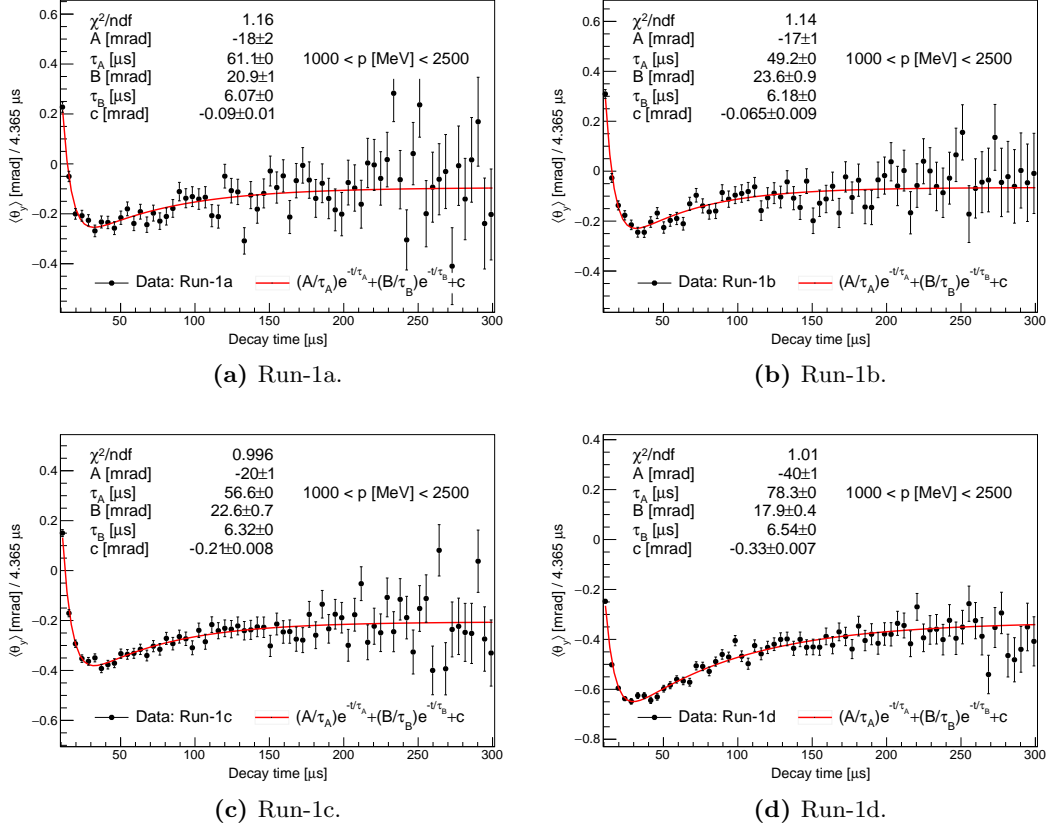 χ²/ndf 1.16
A [mrad] -18±2
τ_A [μs] 61.1±0
1000 < p [MeV] < 2500
B [mrad] 20.9±1
τ_B [μs] 6.07±0
c [mrad] -0.09±0.01
⟨θ_y⟩ [mrad] / 4.365 μs
0.6
0.4
0.2
0
−0.2
−0.4
Data: Run-1a (A/τ_A)e^{-t/τ_A}+(B/τ_B)e^{-t/τ_B}+c
50 100 150 200 250 300
Decay time [μs]
(a) Run-1a.
χ²/ndf 1.14
A [mrad] -17±1
τ_A [μs] 49.2±0
1000 < p [MeV] < 2500
B [mrad] 23.6±0.9
τ_B [μs] 6.18±0
c [mrad] -0.065±0.009
⟨θ_y⟩ [mrad] / 4.365 μs
0.6
0.4
0.2
0
−0.2
−0.4
Data: Run-1b (A/τ_A)e^{-t/τ_A}+(B/τ_B)e^{-t/τ_B}+c
50 100 150 200 250 300
Decay time [μs]
(b) Run-1b.
χ²/ndf 0.996
A [mrad] -20±1
τ_A [μs] 56.6±0
1000 < p [MeV] < 2500
B [mrad] 22.6±0.7
τ_B [μs] 6.32±0
c [mrad] -0.21±0.008
⟨θ_y⟩ [mrad] / 4.365 μs
0.4
0.2
0
−0.2
−0.4
−0.6
Data: Run-1c (A/τ_A)e^{-t/τ_A}+(B/τ_B)e^{-t/τ_B}+c
50 100 150 200 250 300
Decay time [μs]
(c) Run-1c.
χ²/ndf 1.01
A [mrad] -40±1
τ_A [μs] 78.3±0
1000 < p [MeV] < 2500
B [mrad] 17.9±0.4
τ_B [μs] 6.54±0
c [mrad] -0.33±0.007
⟨θ_y⟩ [mrad] / 4.365 μs
0.4
0.2
0.0
−0.2
−0.4
−0.6
−0.8
Data: Run-1d (A/τ_A)e^{-t/τ_A}+(B/τ_B)e^{-t/τ_B}+c
50 100 150 200 250 300
Decay time [μs]
(d) Run-1d.